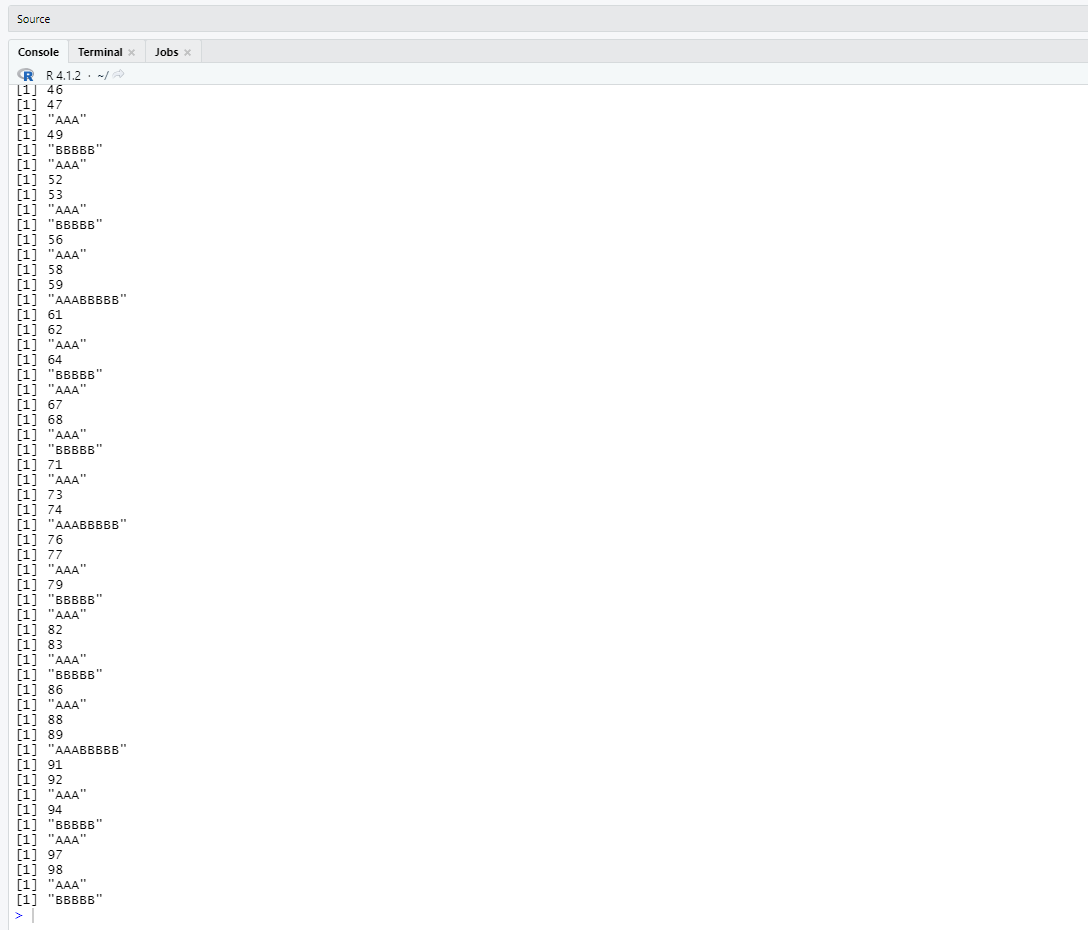 Source
Console Terminal Jobs
R 4.1.2 · ~/
[1] 46
[1] 47
[1] "AAA"
[1] 49
[1] "BBBBB"
[1] "AAA"
[1] 52
[1] 53
[1] "AAA"
[1] "BBBBB"
[1] 56
[1] "AAA"
[1] 58
[1] 59
[1] "AAABBBBB"
[1] 61
[1] 62
[1] "AAA"
[1] 64
[1] "BBBBB"
[1] "AAA"
[1] 67
[1] 68
[1] "AAA"
[1] "BBBBB"
[1] 71
[1] "AAA"
[1] 73
[1] 74
[1] "AAABBBBB"
[1] 76
[1] 77
[1] "AAA"
[1] 79
[1] "BBBBB"
[1] "AAA"
[1] 82
[1] 83
[1] "AAA"
[1] "BBBBB"
[1] 86
[1] "AAA"
[1] 88
[1] 89
[1] "AAABBBBB"
[1] 91
[1] 92
[1] "AAA"
[1] 94
[1] "BBBBB"
[1] "AAA"
[1] 97
[1] 98
[1] "AAA"
[1] "BBBBB"
>